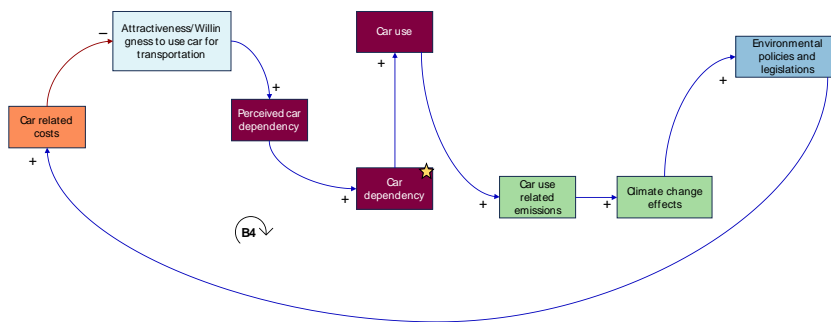 Attractiveness/Willin
gness to use car for
transportation
Car use
Environmental
policies and
legislations
Car related
costs
Perceived car
dependency
Car
dependency
Car use
related
emissions
Climate change
effects
B4
–
+
+
+
+
+
+
+
+